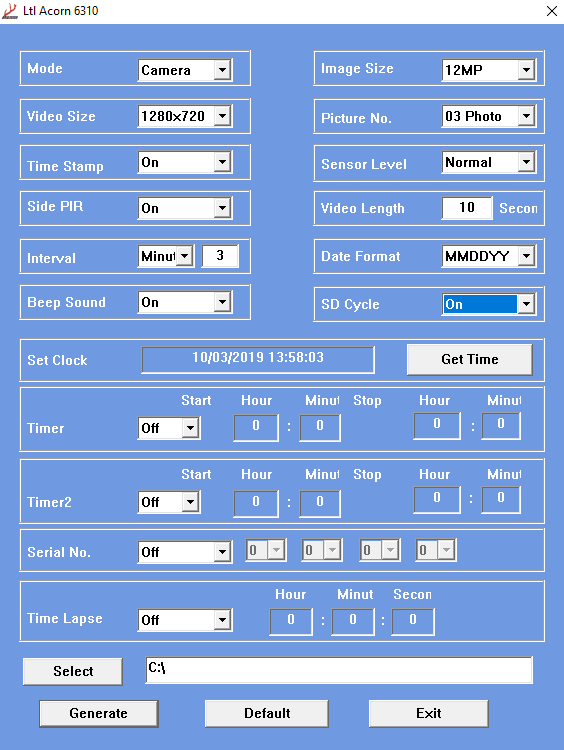 Ltl Acorn 6310
Mode Camera Image Size 12MP
Video Size 1280×720 Picture No. 03 Photo
Time Stamp On Sensor Level Normal
Side PIR On Video Length 10 Secon
Interval Minut 3 Date Format MMDDYY
Beep Sound On SD Cycle On
Set Clock 10/03/2019 13:58:03 Get Time
Start Hour Minut Stop Hour Minut
Timer Off 0 : 0 0 : 0
Start Hour Minut Stop Hour Minut
Timer2 Off 0 : 0 0 : 0
Serial No. Off 0 0 0 0
Hour Minut Secon
Time Lapse Off 0 : 0 : 0
Select C:\
Generate Default Exit